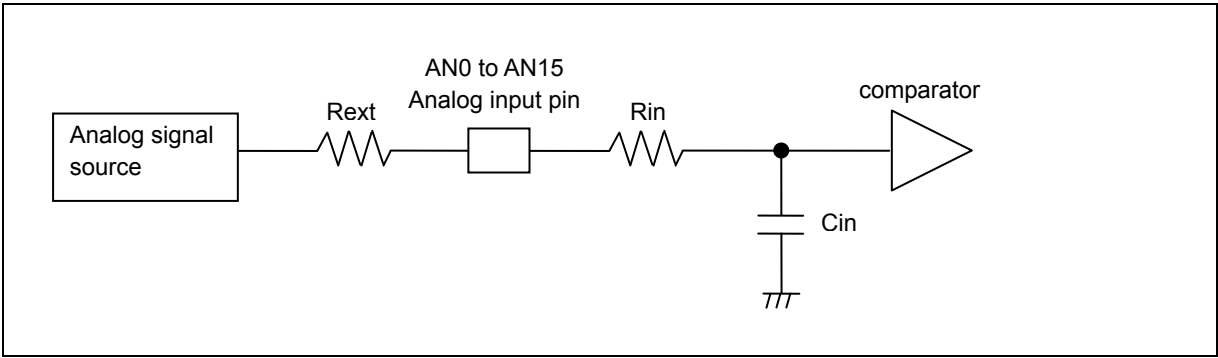 AN0 to AN15
Analog input pin
comparator
Rext
Rin
Analog signal
source
Cin